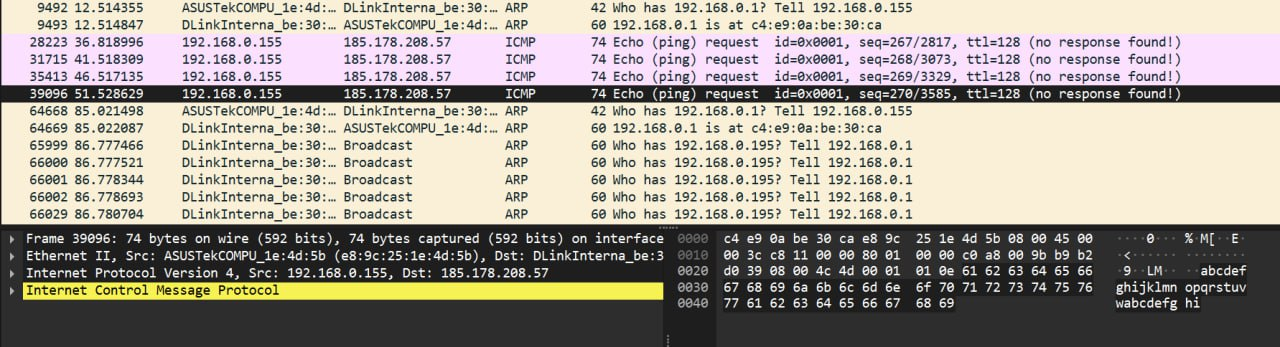 9492 12.514355 ASUSTekCOMPU_1e:4d:… DLinkInterna_be:30:… ARP 42 Who has 192.168.0.1? Tell 192.168.0.155
9493 12.514847 DLinkInterna_be:30:… ASUSTekCOMPU_1e:4d:… ARP 60 192.168.0.1 is at c4:e9:0a:be:30:ca
28223 36.818996 192.168.0.155 185.178.208.57 ICMP 74 Echo (ping) request id=0x0001, seq=267/2817, ttl=128 (no response found!)
31715 41.518309 192.168.0.155 185.178.208.57 ICMP 74 Echo (ping) request id=0x0001, seq=268/3073, ttl=128 (no response found!)
35413 46.517135 192.168.0.155 185.178.208.57 ICMP 74 Echo (ping) request id=0x0001, seq=269/3329, ttl=128 (no response found!)
39096 51.528629 192.168.0.155 185.178.208.57 ICMP 74 Echo (ping) request id=0x0001, seq=270/3585, ttl=128 (no response found!)
64668 85.021498 ASUSTekCOMPU_1e:4d:… DLinkInterna_be:30:… ARP 42 Who has 192.168.0.1? Tell 192.168.0.155
64669 85.022087 DLinkInterna_be:30:… ASUSTekCOMPU_1e:4d:… ARP 60 192.168.0.1 is at c4:e9:0a:be:30:ca
65999 86.777466 DLinkInterna_be:30:… Broadcast ARP 60 Who has 192.168.0.195? Tell 192.168.0.1
66000 86.777521 DLinkInterna_be:30:… Broadcast ARP 60 Who has 192.168.0.195? Tell 192.168.0.1
66001 86.778344 DLinkInterna_be:30:… Broadcast ARP 60 Who has 192.168.0.195? Tell 192.168.0.1
66002 86.778693 DLinkInterna_be:30:… Broadcast ARP 60 Who has 192.168.0.195? Tell 192.168.0.1
66029 86.780704 DLinkInterna_be:30:… Broadcast ARP 60 Who has 192.168.0.195? Tell 192.168.0.1
Frame 39096: 74 bytes on wire (592 bits), 74 bytes captured (592 bits) on interface
Ethernet II, Src: ASUSTekCOMPU_1e:4d:5b (e8:9c:25:1e:4d:5b), Dst: DLinkInterna_be:3
Internet Protocol Version 4, Src: 192.168.0.155, Dst: 185.178.208.57
Internet Control Message Protocol
0000 c4 e9 0a be 30 ca e8 9c 25 1e 4d 5b 08 00 45 00 ····0··· %·M[··E·
0010 00 3c c8 11 00 00 80 01 00 00 c0 a8 00 9b b9 b2 ·<······ ········
0020 d0 39 08 00 4c 4d 00 01 01 0e 61 62 63 64 65 66 ·9··LM·· ··abcdef
0030 67 68 69 6a 6b 6c 6d 6e 6f 70 71 72 73 74 75 76 ghijklmn opqrstuv
0040 77 61 62 63 64 65 66 67 68 69 wabcdefg hi